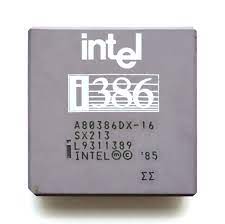 intel
i386
A80386DX-16
SX213
L9311389
INTEL Ⓜ Ⓒ '85
ΣΣ